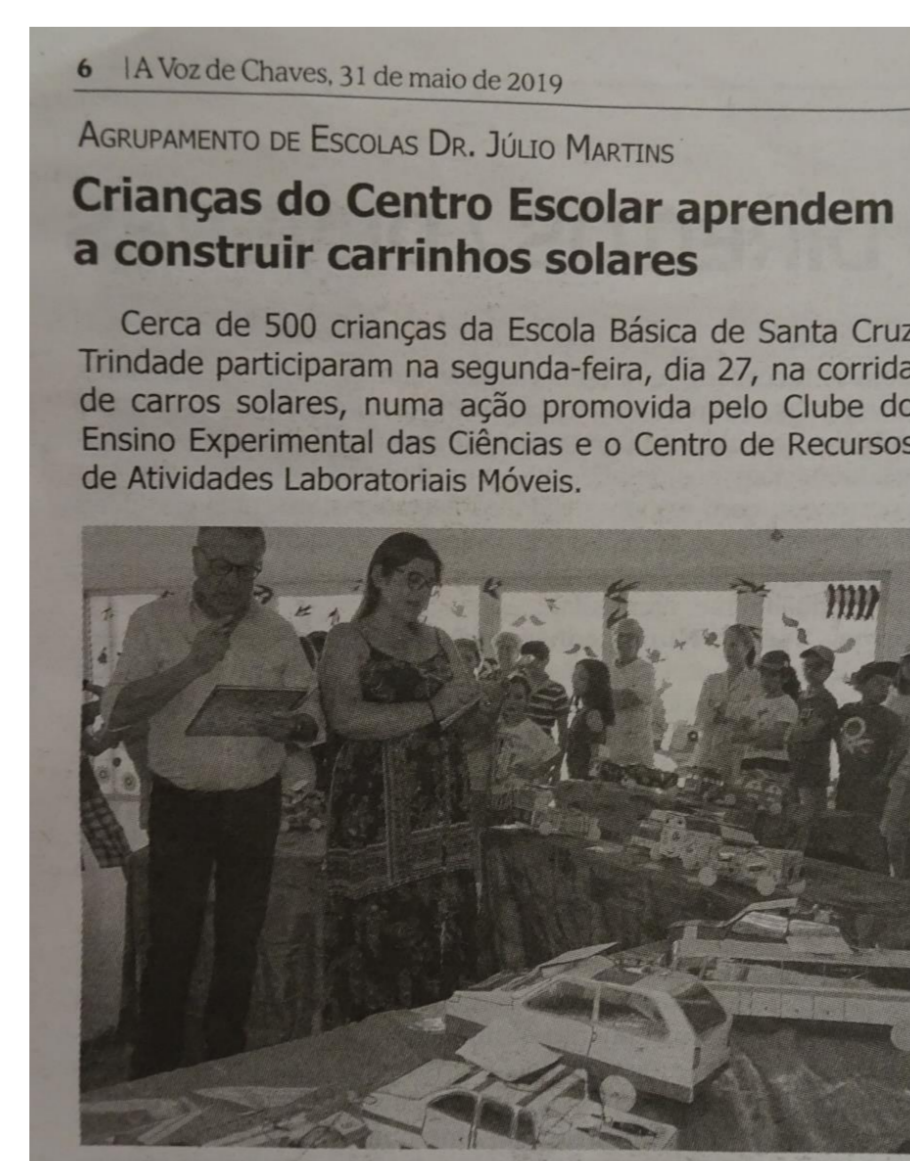 6 | A Voz de Chaves, 31 de maio de 2019
AGRUPAMENTO DE ESCOLAS DR. JÚLIO MARTINS
Crianças do Centro Escolar aprendem
a construir carrinhos solares
Cerca de 500 crianças da Escola Básica de Santa Cruz
Trindade participaram na segunda-feira, dia 27, na corrida
de carros solares, numa ação promovida pelo Clube do
Ensino Experimental das Ciências e o Centro de Recursos
de Atividades Laboratoriais Móveis.